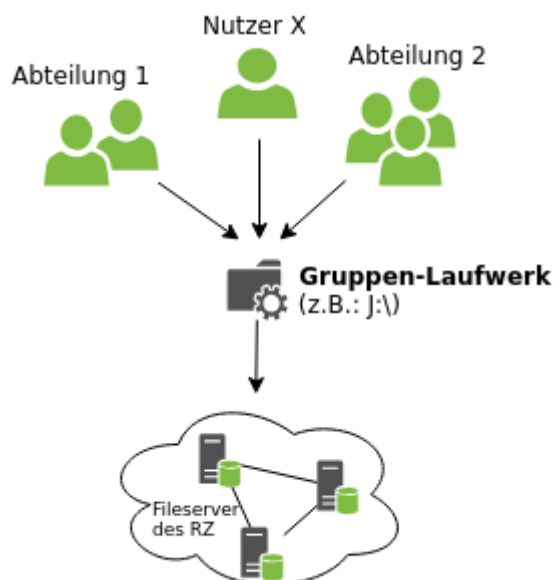 Nutzer X
Abteilung 1
Abteilung 2
Gruppen-Laufwerk
(z.B.: J:\)
Fileserver
des RZ